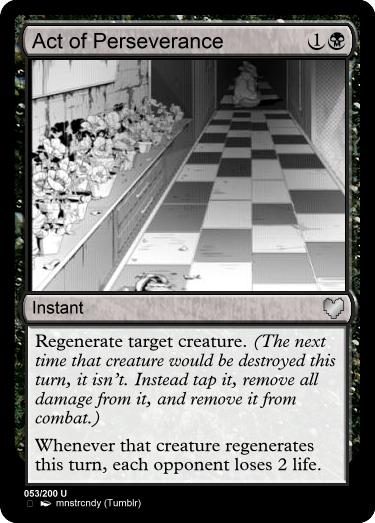 Act of Perseverance 1
Instant
Regenerate target creature. (The next
time that creature would be destroyed this
turn, it isn't. Instead tap it, remove all
damage from it, and remove it from
combat.)
Whenever that creature regenerates
this turn, each opponent loses 2 life.
053/200 U
mnstrcndy (Tumblr)